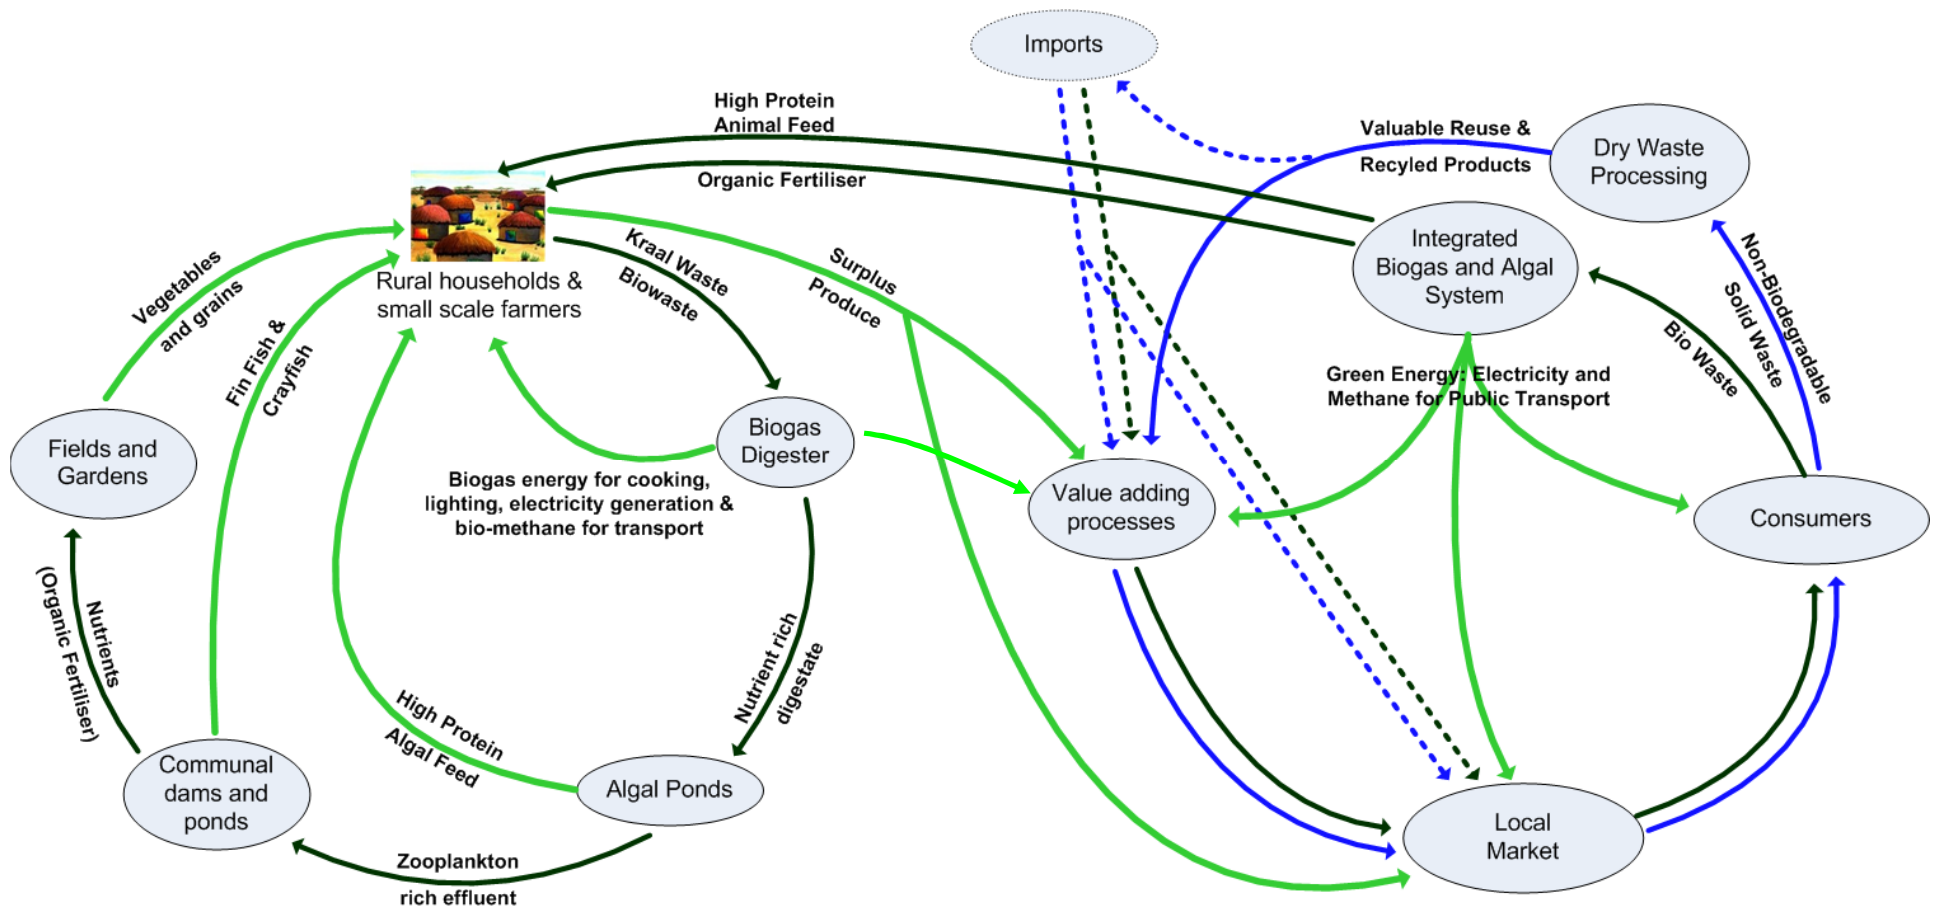 Imports
High Protein
Animal Feed
Organic Fertiliser
Valuable Reuse &
Recyled Products
Dry Waste
Processing
Integrated
Biogas and Algal
System
Rural households &
small scale farmers
Vegetables
and grains
Fin Fish &
Crayfish
Kraal Waste
Biowaste
Surplus
Produce
Non-Biodegradable
Solid Waste
Bio Waste
Green Energy: Electricity and
Methane for Public Transport
Fields and
Gardens
Biogas
Digester
Biogas energy for cooking,
lighting, electricity generation &
bio-methane for transport
Value adding
processes
Consumers
Nutrients
(Organic Fertiliser)
Nutrient rich
digestate
High Protein
Algal Feed
Communal
dams and
ponds
Algal Ponds
Zooplankton
rich effluent
Local
Market